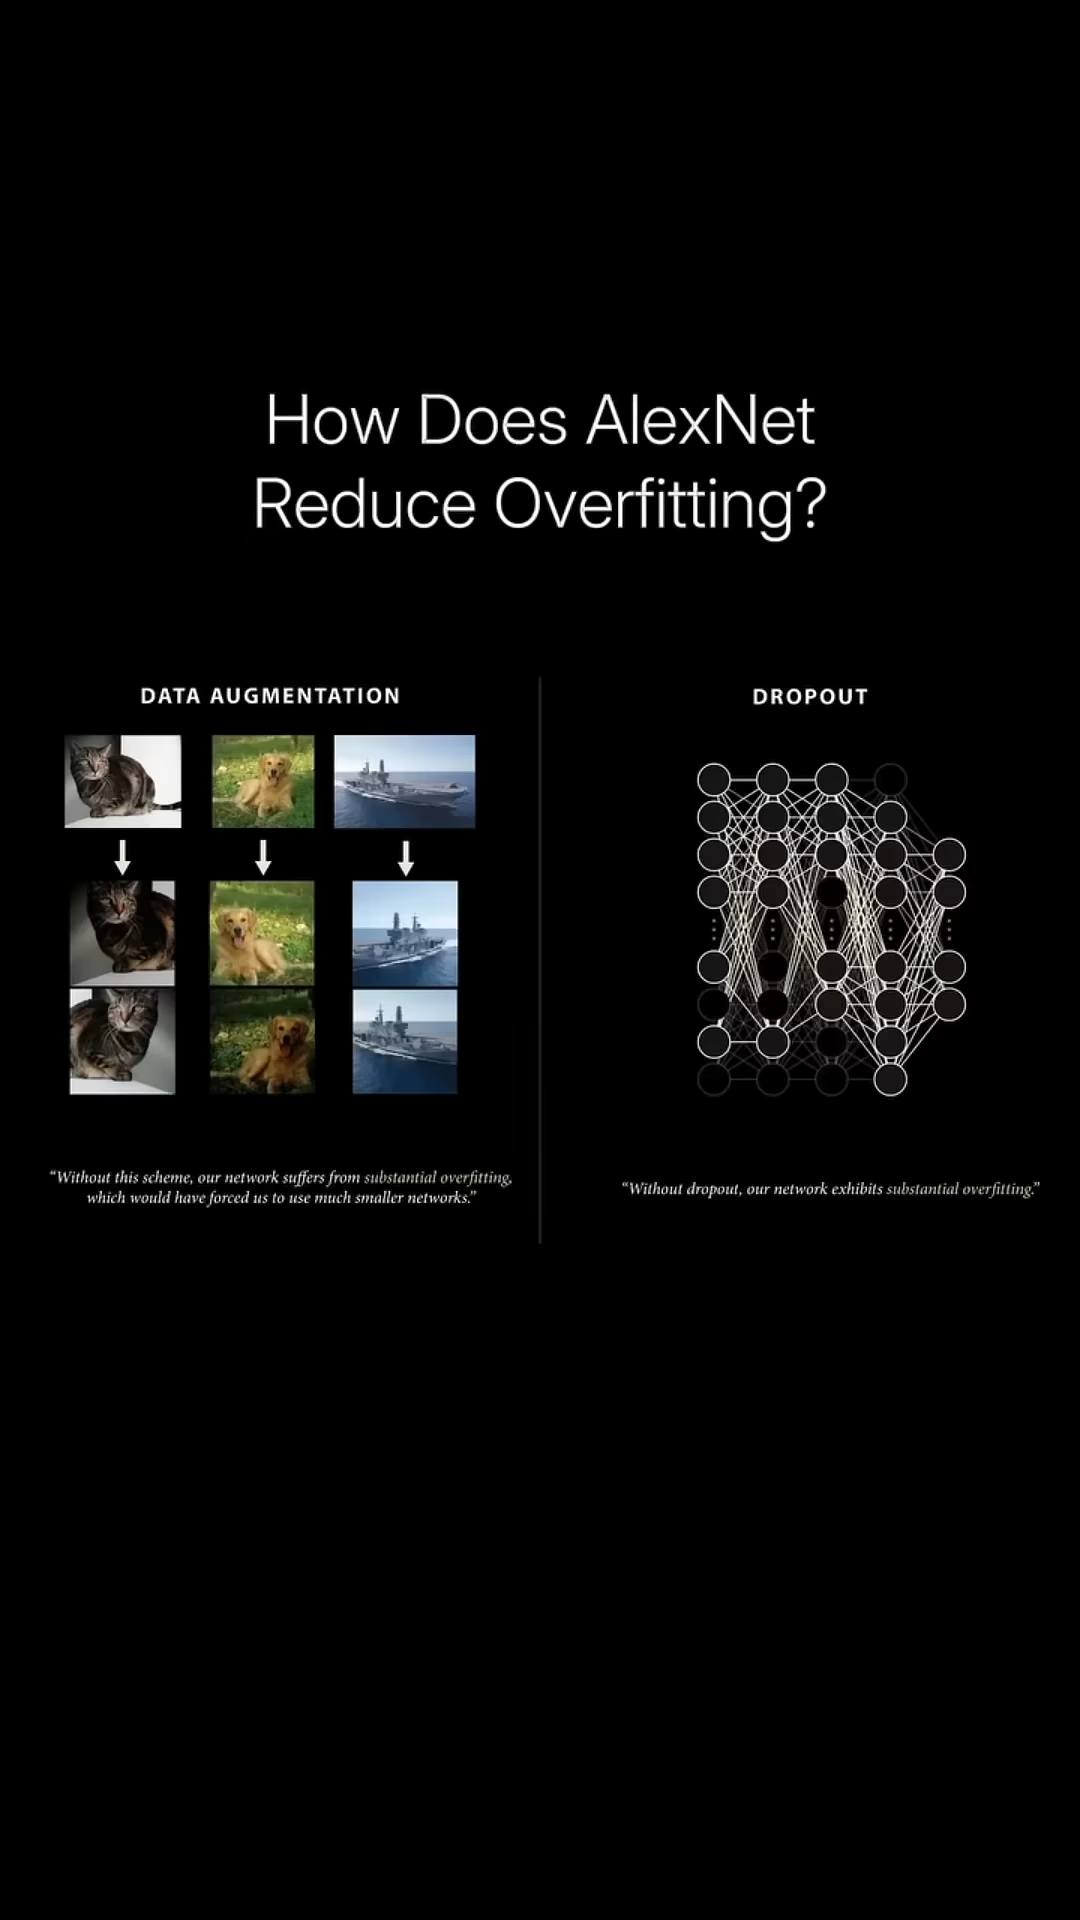 How Does AlexNet
Reduce Overfitting?
DATA AUGMENTATION
“Without this scheme, our network suffers from substantial overfitting,
which would have forced us to use much smaller networks.”
DROPOUT
“Without dropout, our network exhibits substantial overfitting.”